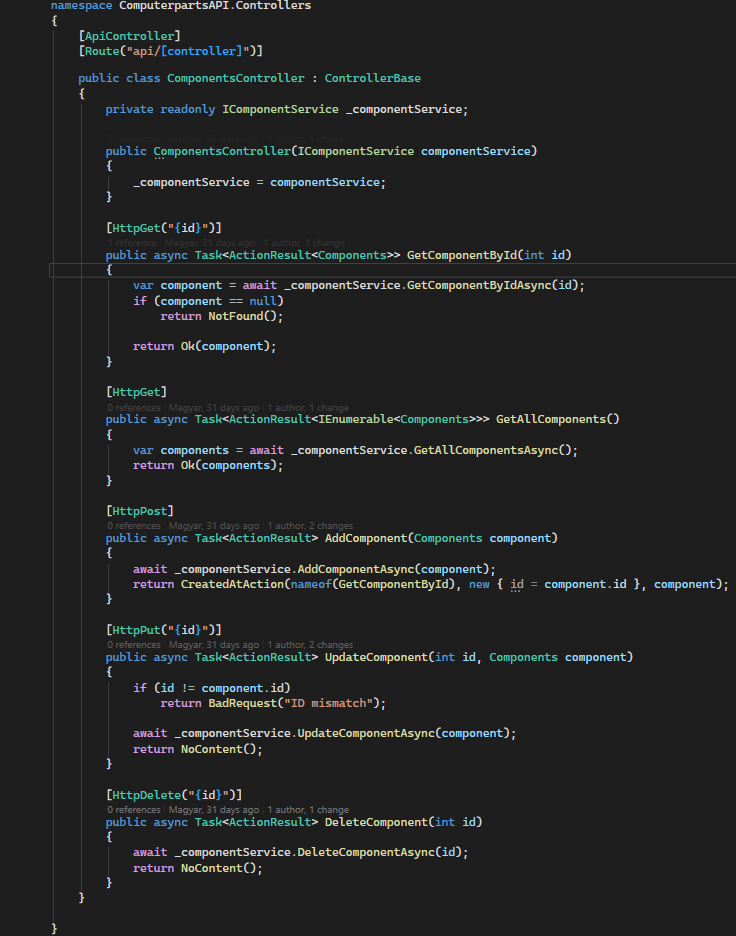 namespace ComputerpartsAPI.Controllers
{
[ApiController]
[Route("api/[controller]")]
public class ComponentsController : ControllerBase
{
private readonly IComponentService _componentService;
public ComponentsController(IComponentService componentService)
{
_componentService = componentService;
}
[HttpGet("{id}")]
1 reference | Magyar, 31 days ago | 1 author, 1 change
public async Task<ActionResult<Components>> GetComponentById(int id)
{
var component = await _componentService.GetComponentByIdAsync(id);
if (component == null)
return NotFound();
return Ok(component);
}
[HttpGet]
0 references | Magyar, 31 days ago | 1 author, 1 change
public async Task<ActionResult<IEnumerable<Components>>> GetAllComponents()
{
var components = await _componentService.GetAllComponentsAsync();
return Ok(components);
}
[HttpPost]
0 references | Magyar, 31 days ago | 1 author, 2 changes
public async Task<ActionResult> AddComponent(Components component)
{
await _componentService.AddComponentAsync(component);
return CreatedAtAction(nameof(GetComponentById), new { id = component.id }, component);
}
[HttpPut("{id}")]
0 references | Magyar, 31 days ago | 1 author, 2 changes
public async Task<ActionResult> UpdateComponent(int id, Components component)
{
if (id != component.id)
return BadRequest("ID mismatch");
await _componentService.UpdateComponentAsync(component);
return NoContent();
}
[HttpDelete("{id}")]
0 references | Magyar, 31 days ago | 1 author, 1 change
public async Task<ActionResult> DeleteComponent(int id)
{
await _componentService.DeleteComponentAsync(id);
return NoContent();
}
}
}